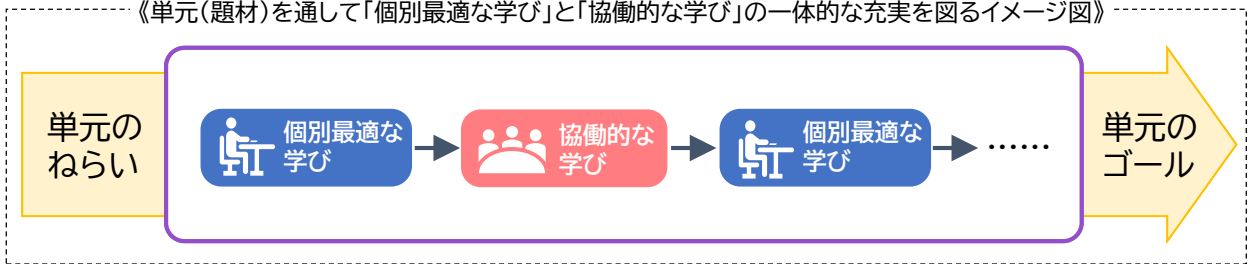 《単元(題材)を通して「個別最適な学び」と「協働的な学び」の一体的な充実を図るイメージ図》
単元の
ねらい
個別最適な
学び
協働的な
学び
個別最適な
学び
……
単元の
ゴール